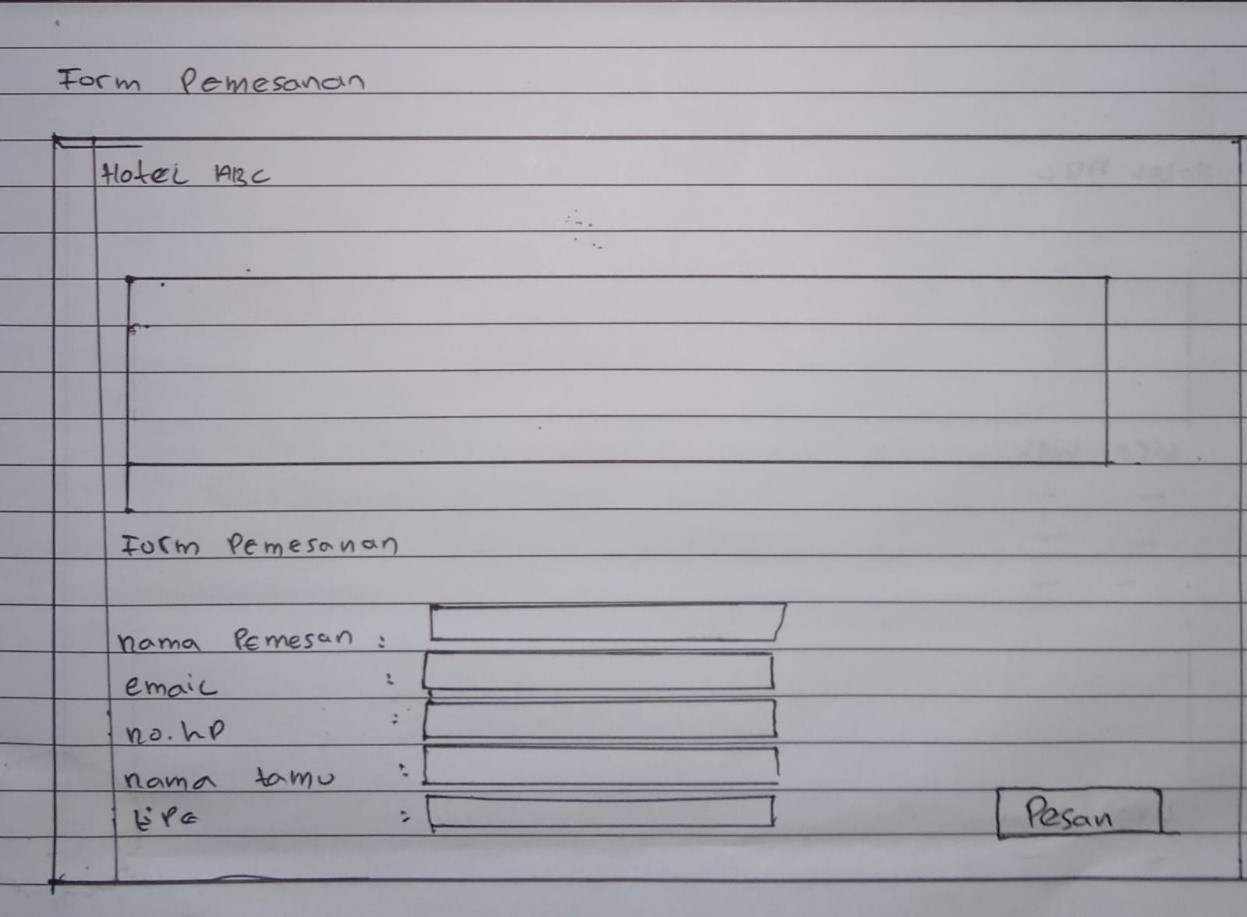 Form Pemesanan
Hotel ABC
Form Pemesanan
nama Pemesan :
email :
no. hp :
nama tamu :
tipe :
Pesan